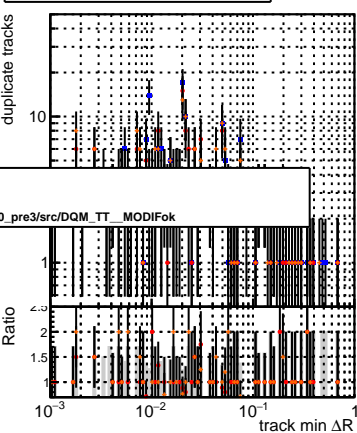 duplicate tracks
10
0_pre3/src/DQM_TT__MODIFok
1
2.5
Ratio
2
1.5
1
10⁻³ 10⁻² 10⁻¹ 1
track min ΔR